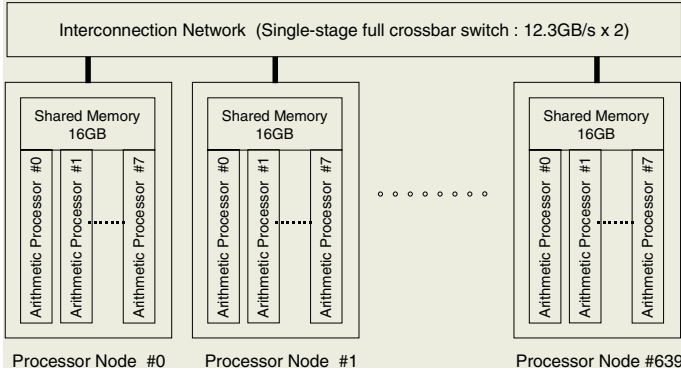 Interconnection Network (Single-stage full crossbar switch : 12.3GB/s x 2)
Shared Memory
16GB
Arithmetic Processor #0
Arithmetic Processor #1
Arithmetic Processor #7
Processor Node #0
Shared Memory
16GB
Arithmetic Processor #0
Arithmetic Processor #1
Arithmetic Processor #7
Processor Node #1
Shared Memory
16GB
Arithmetic Processor #0
Arithmetic Processor #1
Arithmetic Processor #7
Processor Node #639